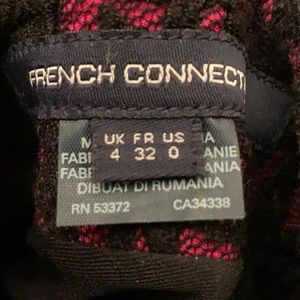 FRENCH CONNECT
UK FR US
4 32 0
DIBUAT DI RUMANIA
RN 53372 CA34338